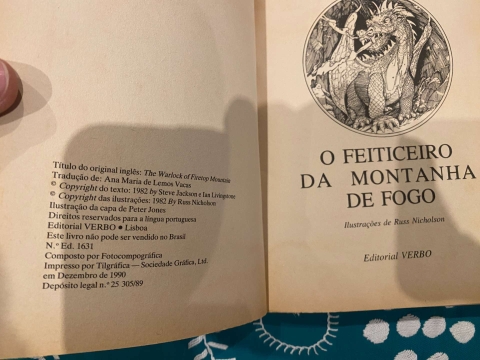 Título do original inglês: The Warlock of Firetop Mountain
Tradução de: Ana Maria de Lemos Vacas
© Copyright do texto: 1982 by Steve Jackson e Ian Livingstone
© Copyright das ilustrações: 1982 By Russ Nicholson
Ilustração da capa de Peter Jones
Direitos reservados para a língua portuguesa
Editorial VERBO • Lisboa
Este livro não pode ser vendido no Brasil
N.º Ed. 1631
Composto por Fotocompográfica
Impresso por Tilgráfica — Sociedade Gráfica, Ltd.
em Dezembro de 1990
Depósito legal n.º 25 305/89
O FEITICEIRO
DA MONTANHA
DE FOGO
Ilustrações de Russ Nicholson
Editorial VERBO